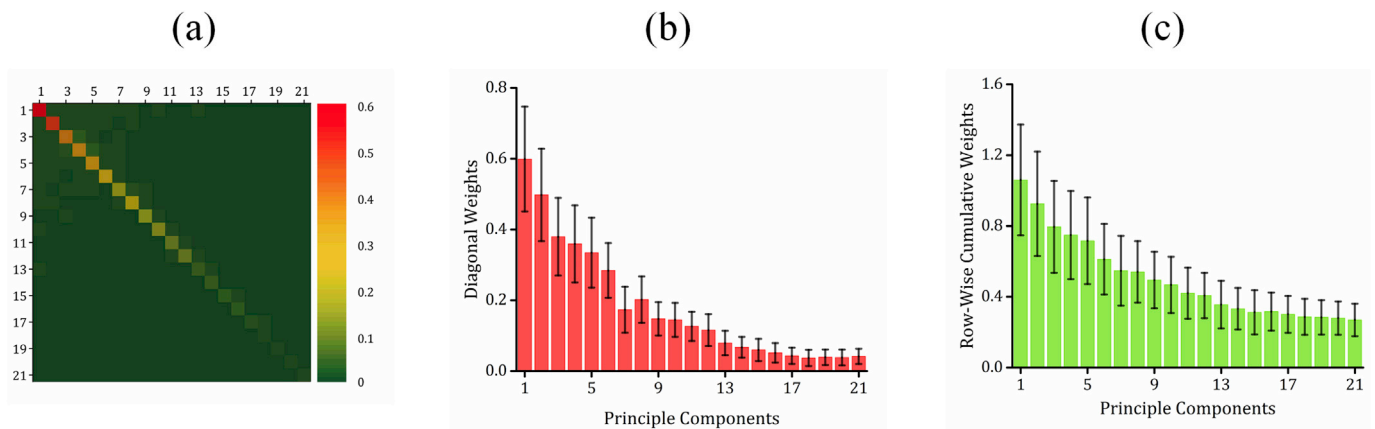 (a)
(b)
(c)
1 3 5 7 9 11 13 15 17 19 21
1
3
5
7
9
11
13
15
17
19
21
0.6
0.5
0.4
0.3
0.2
0.1
0
Diagonal Weights
0.8
0.6
0.4
0.2
0.0
1 5 9 13 17 21
Principle Components
Row-Wise Cumulative Weights
1.6
1.2
0.8
0.4
0.0
1 5 9 13 17 21
Principle Components